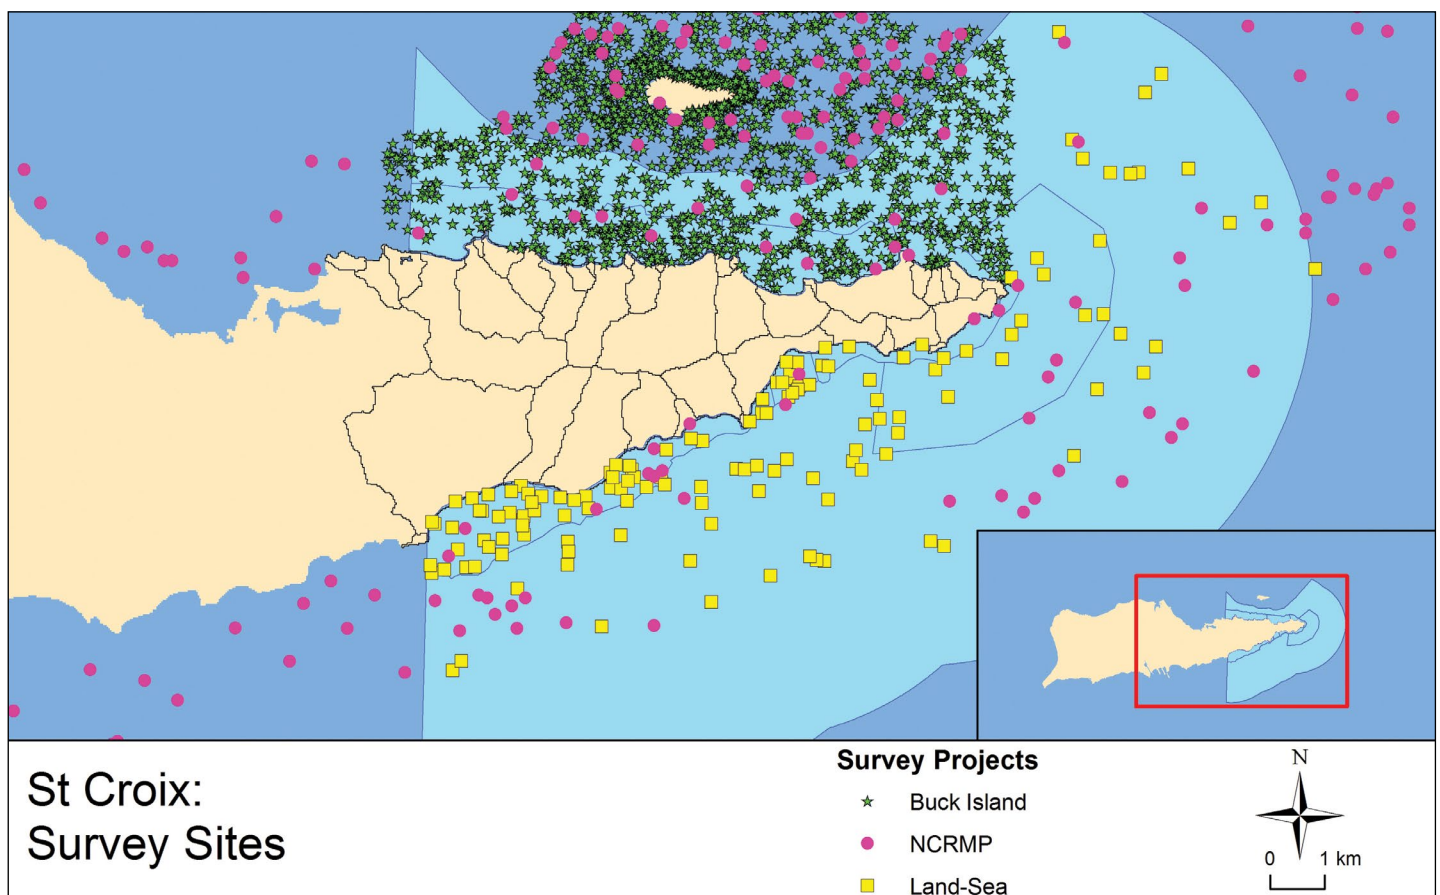 St Croix:
Survey Sites
Survey Projects
Buck Island
NCRMP
Land-Sea
N
0 1 km